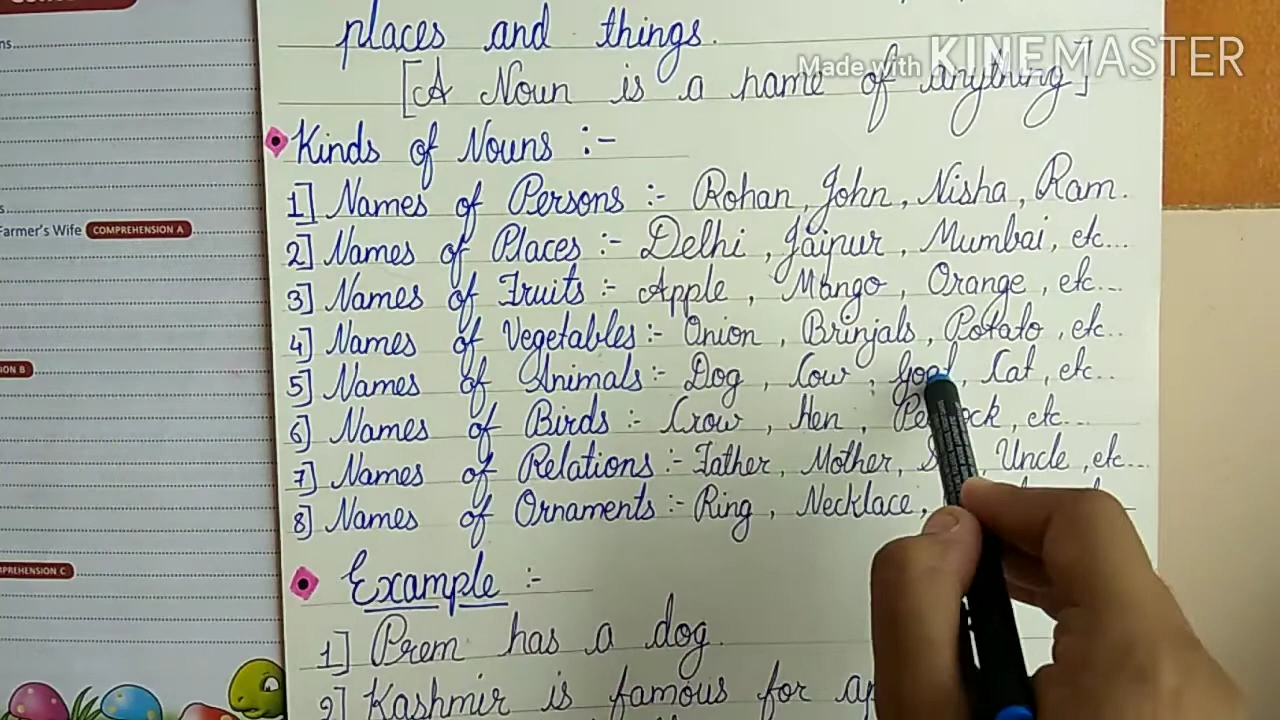 places and things.
[A Noun is a name of anything]
Made with KINEMASTER
Kinds of Nouns :-
1] Names of Persons :- Rohan, John, Nisha, Ram.
2] Names of Places :- Delhi, Jaipur, Mumbai, etc...
3] Names of Fruits :- Apple, Mango, Orange, etc...
4] Names of Vegetables :- Onion, Brinjals, Potato, etc..
5] Names of Animals :- Dog, Cow, Goat, Cat, etc...
6] Names of Birds :- Crow, Hen, Peacock, etc...
7] Names of Relations :- Father, Mother, Uncle, etc...
8] Names of Ornaments :- Ring, Necklace,
Example :-
1] Prem has a dog.
2] Kashmir is famous for
Farmer's Wife COMPREHENSION A